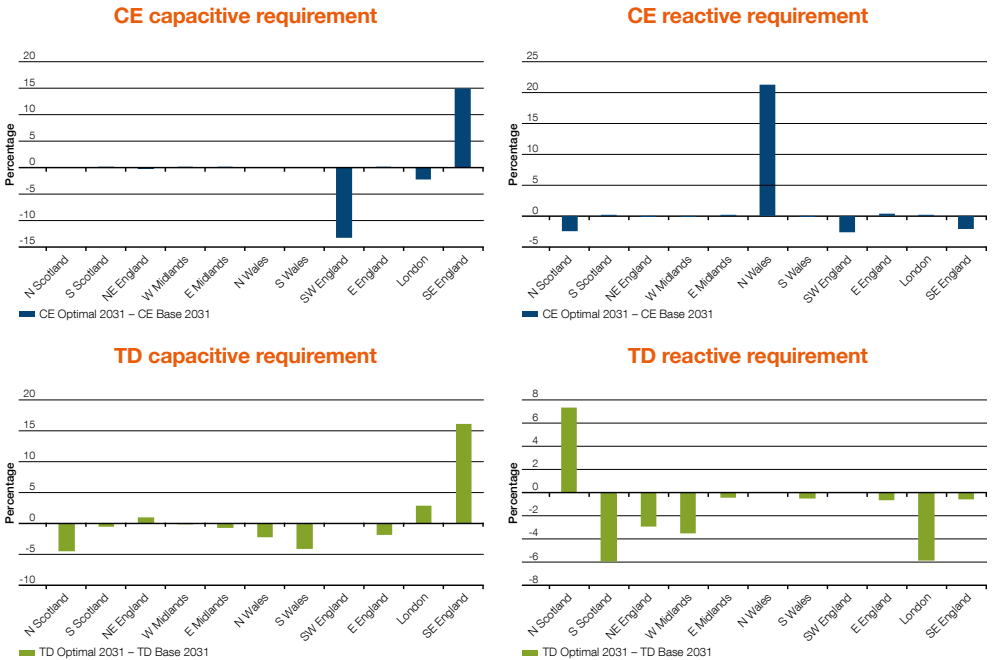 CE capacitive requirement
20
15
10
5
0
-5
-10
-15
Percentage
N Scotland
S Scotland
NE England
W Midlands
E Midlands
N Wales
S Wales
SW England
E England
London
SE England
CE Optimal 2031 – CE Base 2031
CE reactive requirement
25
20
15
10
5
0
-5
Percentage
N Scotland
S Scotland
NE England
W Midlands
E Midlands
N Wales
S Wales
SW England
E England
London
SE England
CE Optimal 2031 – CE Base 2031
TD capacitive requirement
20
15
10
5
0
-5
-10
Percentage
N Scotland
S Scotland
NE England
W Midlands
E Midlands
N Wales
S Wales
SW England
E England
London
SE England
TD Optimal 2031 – TD Base 2031
TD reactive requirement
8
6
4
2
0
-2
-4
-6
-8
Percentage
N Scotland
S Scotland
NE England
W Midlands
E Midlands
N Wales
S Wales
SW England
E England
London
SE England
TD Optimal 2031 – TD Base 2031